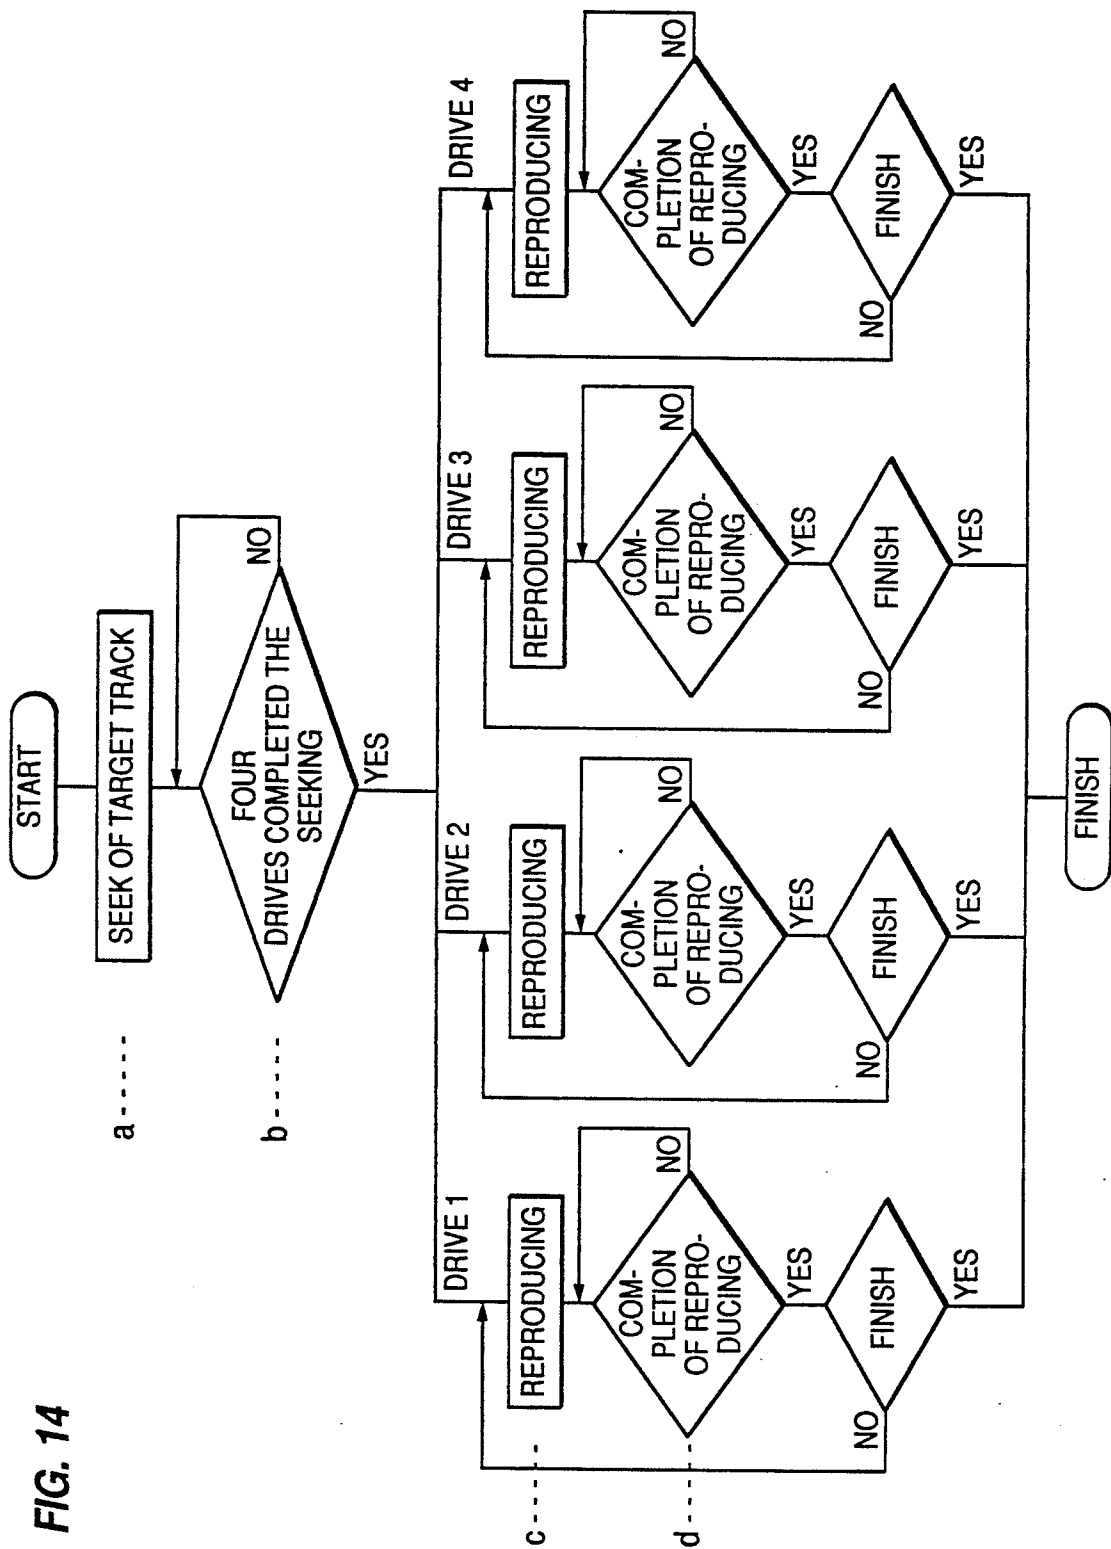 FIG. 14
START
a-----
SEEK OF TARGET TRACK
b-----
FOUR
DRIVES COMPLETED THE
SEEKING
NO
YES
DRIVE 1
DRIVE 2
DRIVE 3
DRIVE 4
c-----
REPRODUCING
REPRODUCING
REPRODUCING
REPRODUCING
d-----
COM-
PLETION
OF REPRO-
DUCING
NO
YES
COM-
PLETION
OF REPRO-
DUCING
NO
YES
COM-
PLETION
OF REPRO-
DUCING
NO
YES
COM-
PLETION
OF REPRO-
DUCING
NO
YES
NO
FINISH
YES
NO
FINISH
YES
NO
FINISH
YES
NO
FINISH
YES
FINISH